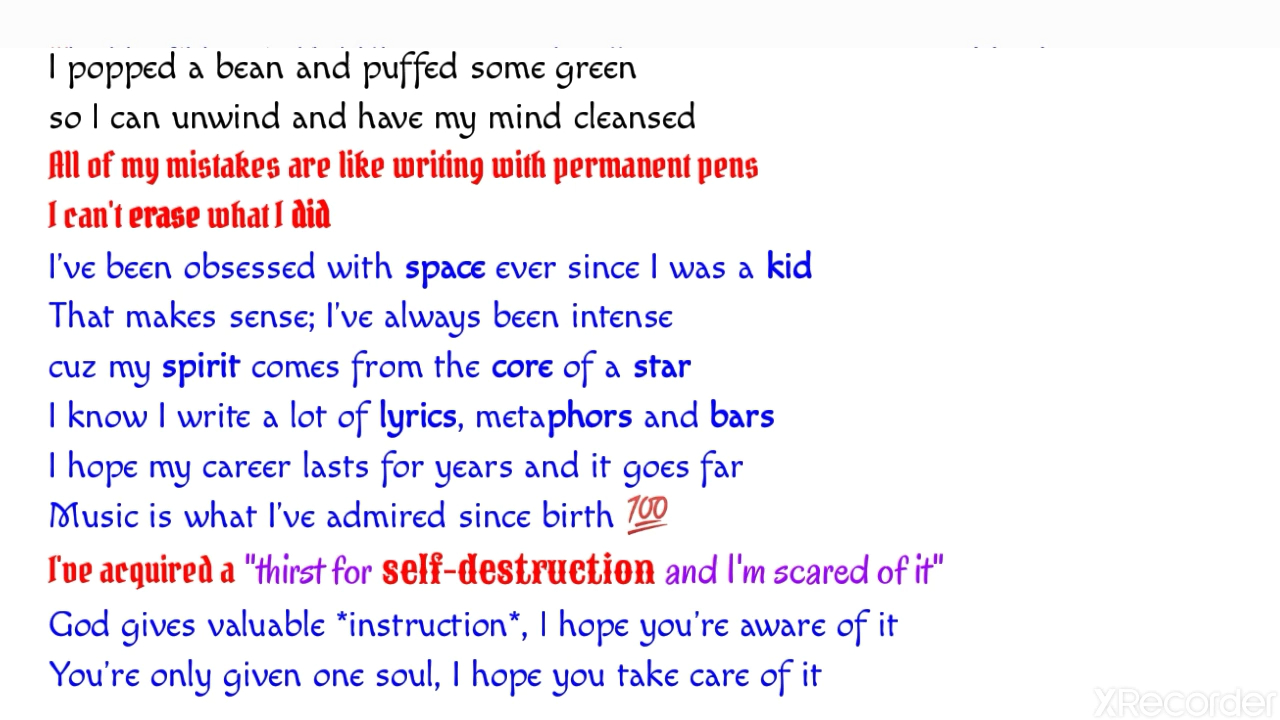 I popped a bean and puffed some green
so I can unwind and have my mind cleansed
All of my mistakes are like writing with permanent pens
I can't erase what I did
I've been obsessed with space ever since I was a kid
That makes sense; I've always been intense
cuz my spirit comes from the core of a star
I know I write a lot of lyrics, metaphors and bars
I hope my career lasts for years and it goes far
Music is what I've admired since birth 💯
I've acquired a "thirst for self-destruction and I'm scared of it"
God gives valuable *instruction*, I hope you're aware of it
You're only given one soul, I hope you take care of it
XRecorder